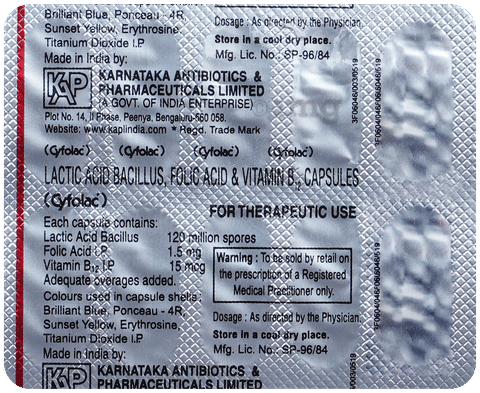 Brilliant Blue, Ponceau - 4R,
Sunset Yellow, Erythrosine,
Titanium Dioxide I.P
Made in India by:
Dosage : As directed by the Physician.
Store in a cool dry place.
Mfg. Lic. No.: SP-96/84
KAP
KARNATAKA ANTIBIOTICS &
PHARMACEUTICALS LIMITED
(A GOVT. OF INDIA ENTERPRISE)
Plot No. 14, II Phase, Peenya, Bengaluru-560 058.
Website: www.kaplindia.com * Regd. Trade Mark
(Cyfolac*) (Cyfolac*) (Cyfolac*) (Cyfolac*)
LACTIC ACID BACILLUS, FOLIC ACID & VITAMIN B12 CAPSULES
(Cyfolac*)
FOR THERAPEUTIC USE
Each capsule contains:
Lactic Acid Bacillus 120 million spores
Folic Acid I.P 1.5 mg
Vitamin B12 I.P 15 mcg
Adequate overages added.
Colours used in capsule shells:
Brilliant Blue, Ponceau - 4R,
Sunset Yellow, Erythrosine,
Titanium Dioxide I.P
Made in India by:
Warning : To be sold by retail on
the prescription of a Registered
Medical Practitioner only.
Dosage : As directed by the Physician.
Store in a cool dry place.
Mfg. Lic. No.: SP-96/84
KAP
KARNATAKA ANTIBIOTICS &
PHARMACEUTICALS LIMITED